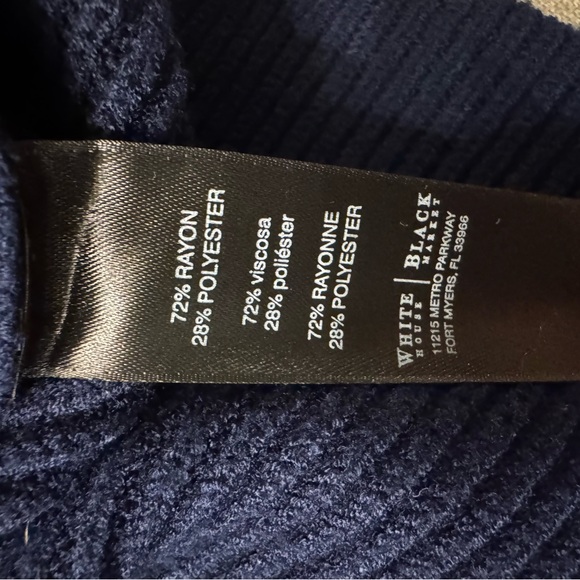 72% RAYON
28% POLYESTER
72% viscosa
28% poliéster
72% RAYONNE
28% POLYESTER
WHITE | BLACK
HOUSE | MARKET
11215 METRO PARKWAY
FORT MYERS, FL 33966